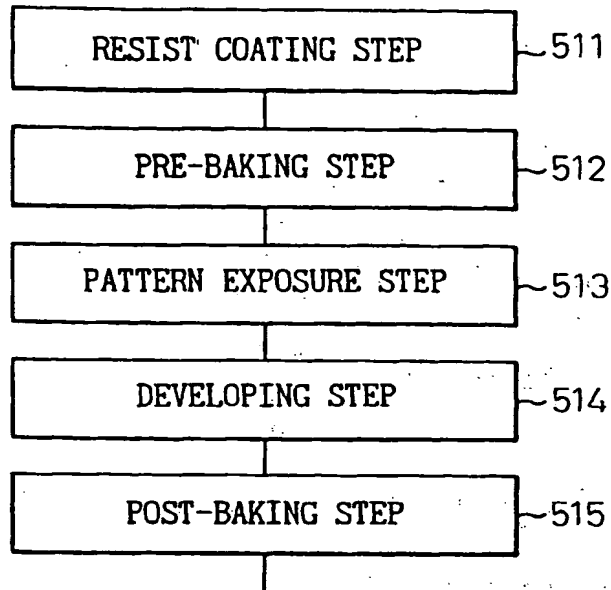 RESIST COATING STEP 511
PRE-BAKING STEP 512
PATTERN EXPOSURE STEP 513
DEVELOPING STEP 514
POST-BAKING STEP 515